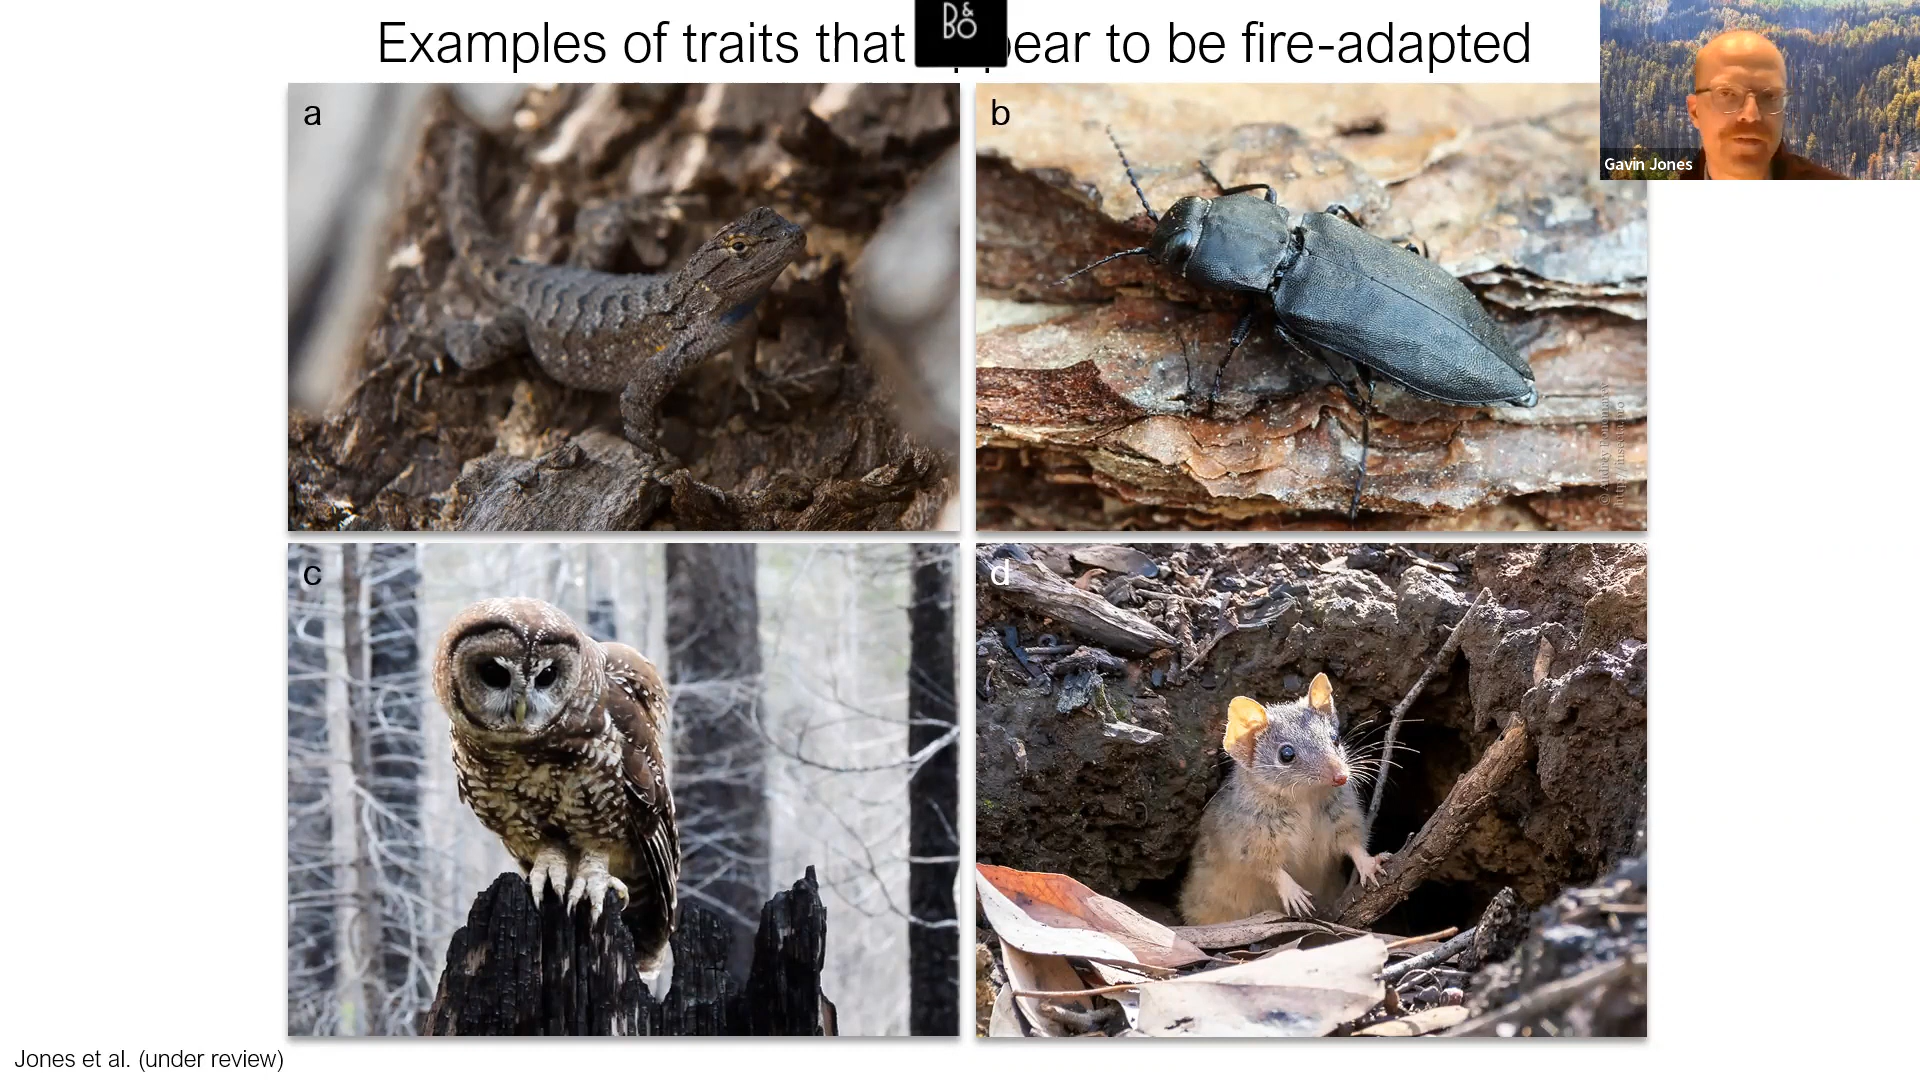 Examples of traits that
B&O
ear to be fire-adapted
Gavin Jones
a
b
c
d
Jones et al. (under review)